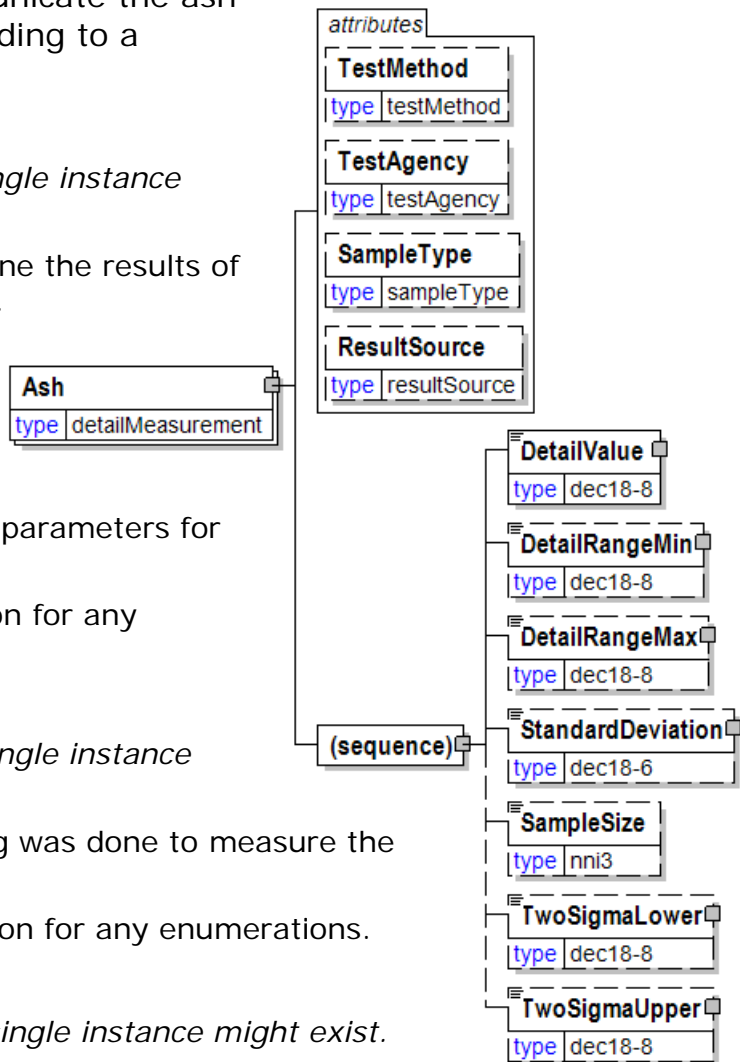 unicate the ash
ding to a
ngle instance
ne the results of
parameters for
on for any
ngle instance
g was done to measure the
on for any enumerations.
single instance might exist.
Ash
type detailMeasurement
attributes
TestMethod
type testMethod
TestAgency
type testAgency
SampleType
type sampleType
ResultSource
type resultSource
(sequence)
DetailValue
type dec18-8
DetailRangeMin
type dec18-8
DetailRangeMax
type dec18-8
StandardDeviation
type dec18-6
SampleSize
type nni3
TwoSigmaLower
type dec18-8
TwoSigmaUpper
type dec18-8